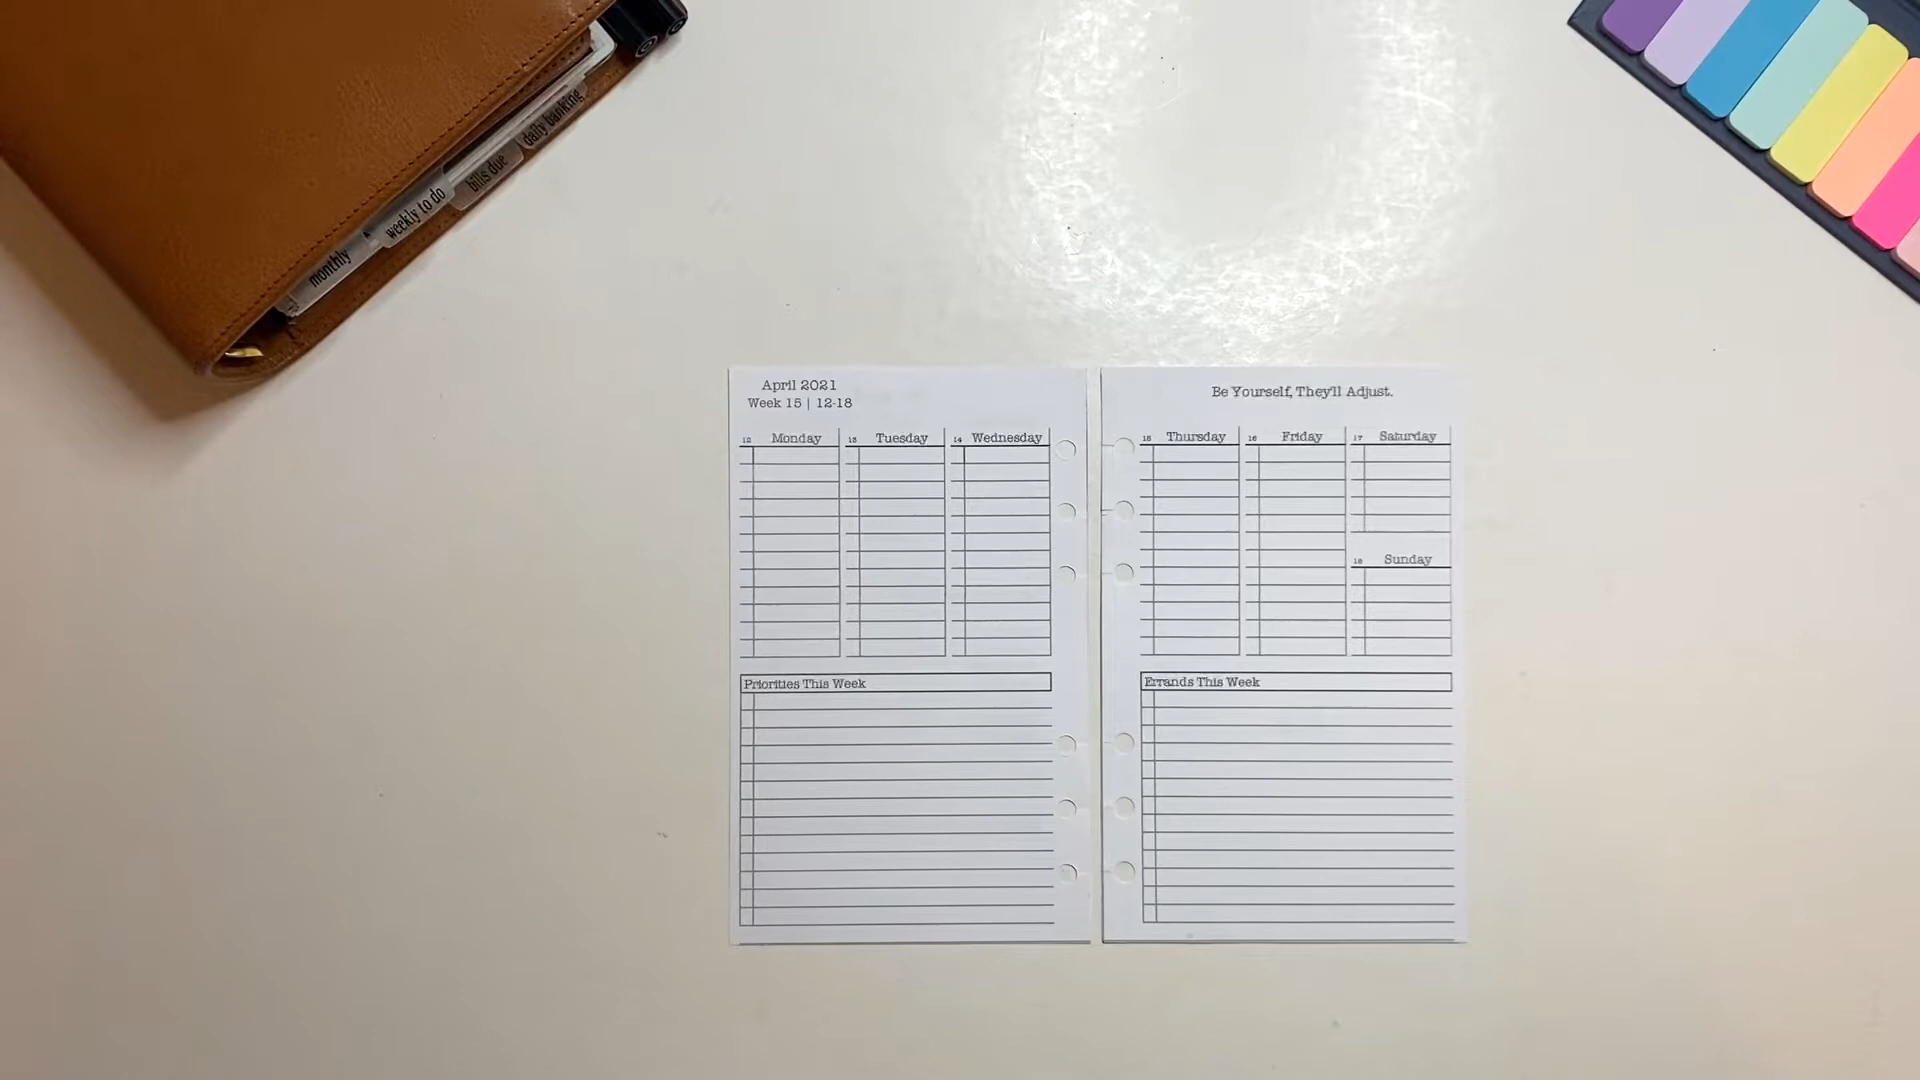 monthly
weekly to do
bills due
daily banking
April 2021
Week 15 | 12-18
12 Monday
13 Tuesday
14 Wednesday
Priorities This Week
Be Yourself, They'll Adjust.
15 Thursday
16 Friday
17 Saturday
18 Sunday
Errands This Week